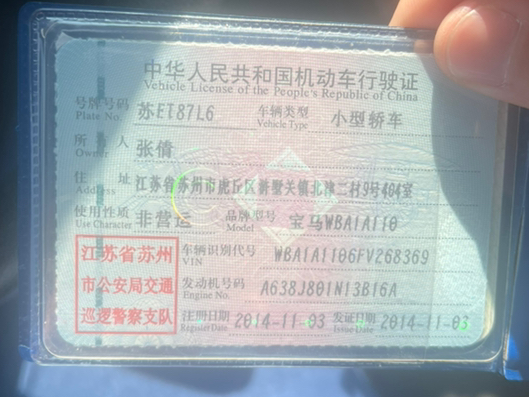 中华人民共和国机动车行驶证
Vehicle License of the People's Republic of China
号牌号码 Plate No. 苏ET87L6 车辆类型 Vehicle Type 小型轿车
所有人 Owner 张倩
住址 Address 江苏省苏州市虎丘区浒墅关镇北津二村9号404室
使用性质 Use Character 非营运 品牌型号 Model 宝马WBA1A110
江苏省苏州
市公安局交通
巡逻警察支队
车辆识别代号 VIN WBA1A1106FV268369
发动机号码 Engine No. A638J801N13B16A
注册日期 Register Date 2014-11-03 发证日期 Issue Date 2014-11-03